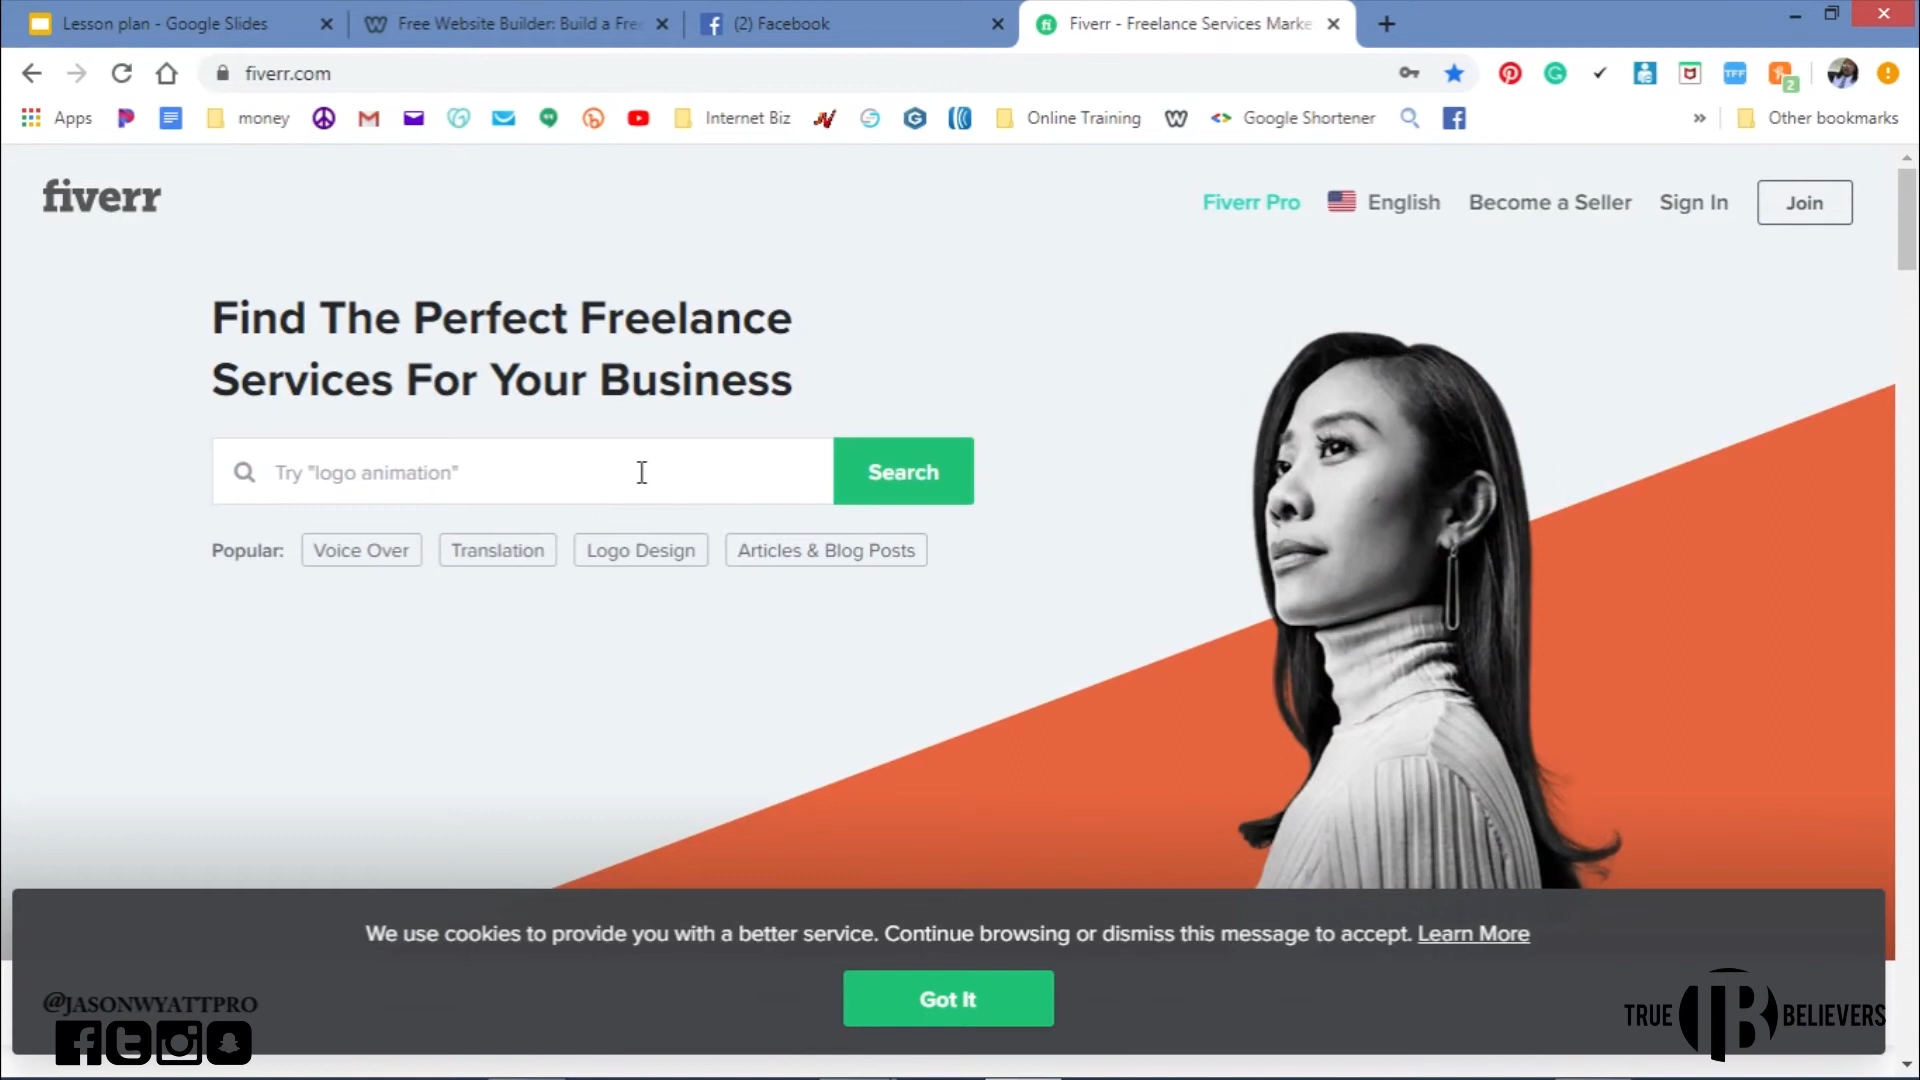 Lesson plan - Google Slides
Free Website Builder: Build a Free
(2) Facebook
Fiverr - Freelance Services Marke
fiverr.com
TFF
2
Apps
money
Internet Biz
Online Training
Google Shortener
Other bookmarks
fiverr
Fiverr Pro
English
Become a Seller
Sign In
Join
Find The Perfect Freelance
Services For Your Business
Try "logo animation"
Search
Popular:
Voice Over
Translation
Logo Design
Articles & Blog Posts
We use cookies to provide you with a better service. Continue browsing or dismiss this message to accept. Learn More
Got It
@JASONWYATTPRO
TRUE TB BELIEVERS